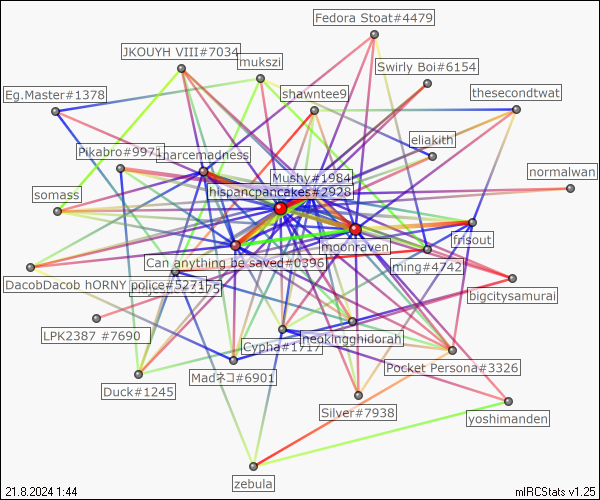 Fedora Stoat#4479
JKOUYH VIII#7034
mukszi
Swirly Boi#6154
Eg.Master#1378
shawntee9
thesecondtwat
eliakith
Pikabro#9971
normalwan
Mushy#1984
hispancpancakes#2928
somass
moonraven
frisout
Can anything be saved#0396
ming#4742
DacobDacob hORNY police#5271
bigcitysamurai
LPK2387 #7690
Cypha#1717
neokingghidorah
Pocket Persona#3326
Madネコ#6901
Duck#1245
Silver#7938
yoshimanden
zebula
21.8.2024 1:44
mIRCStats v1.25